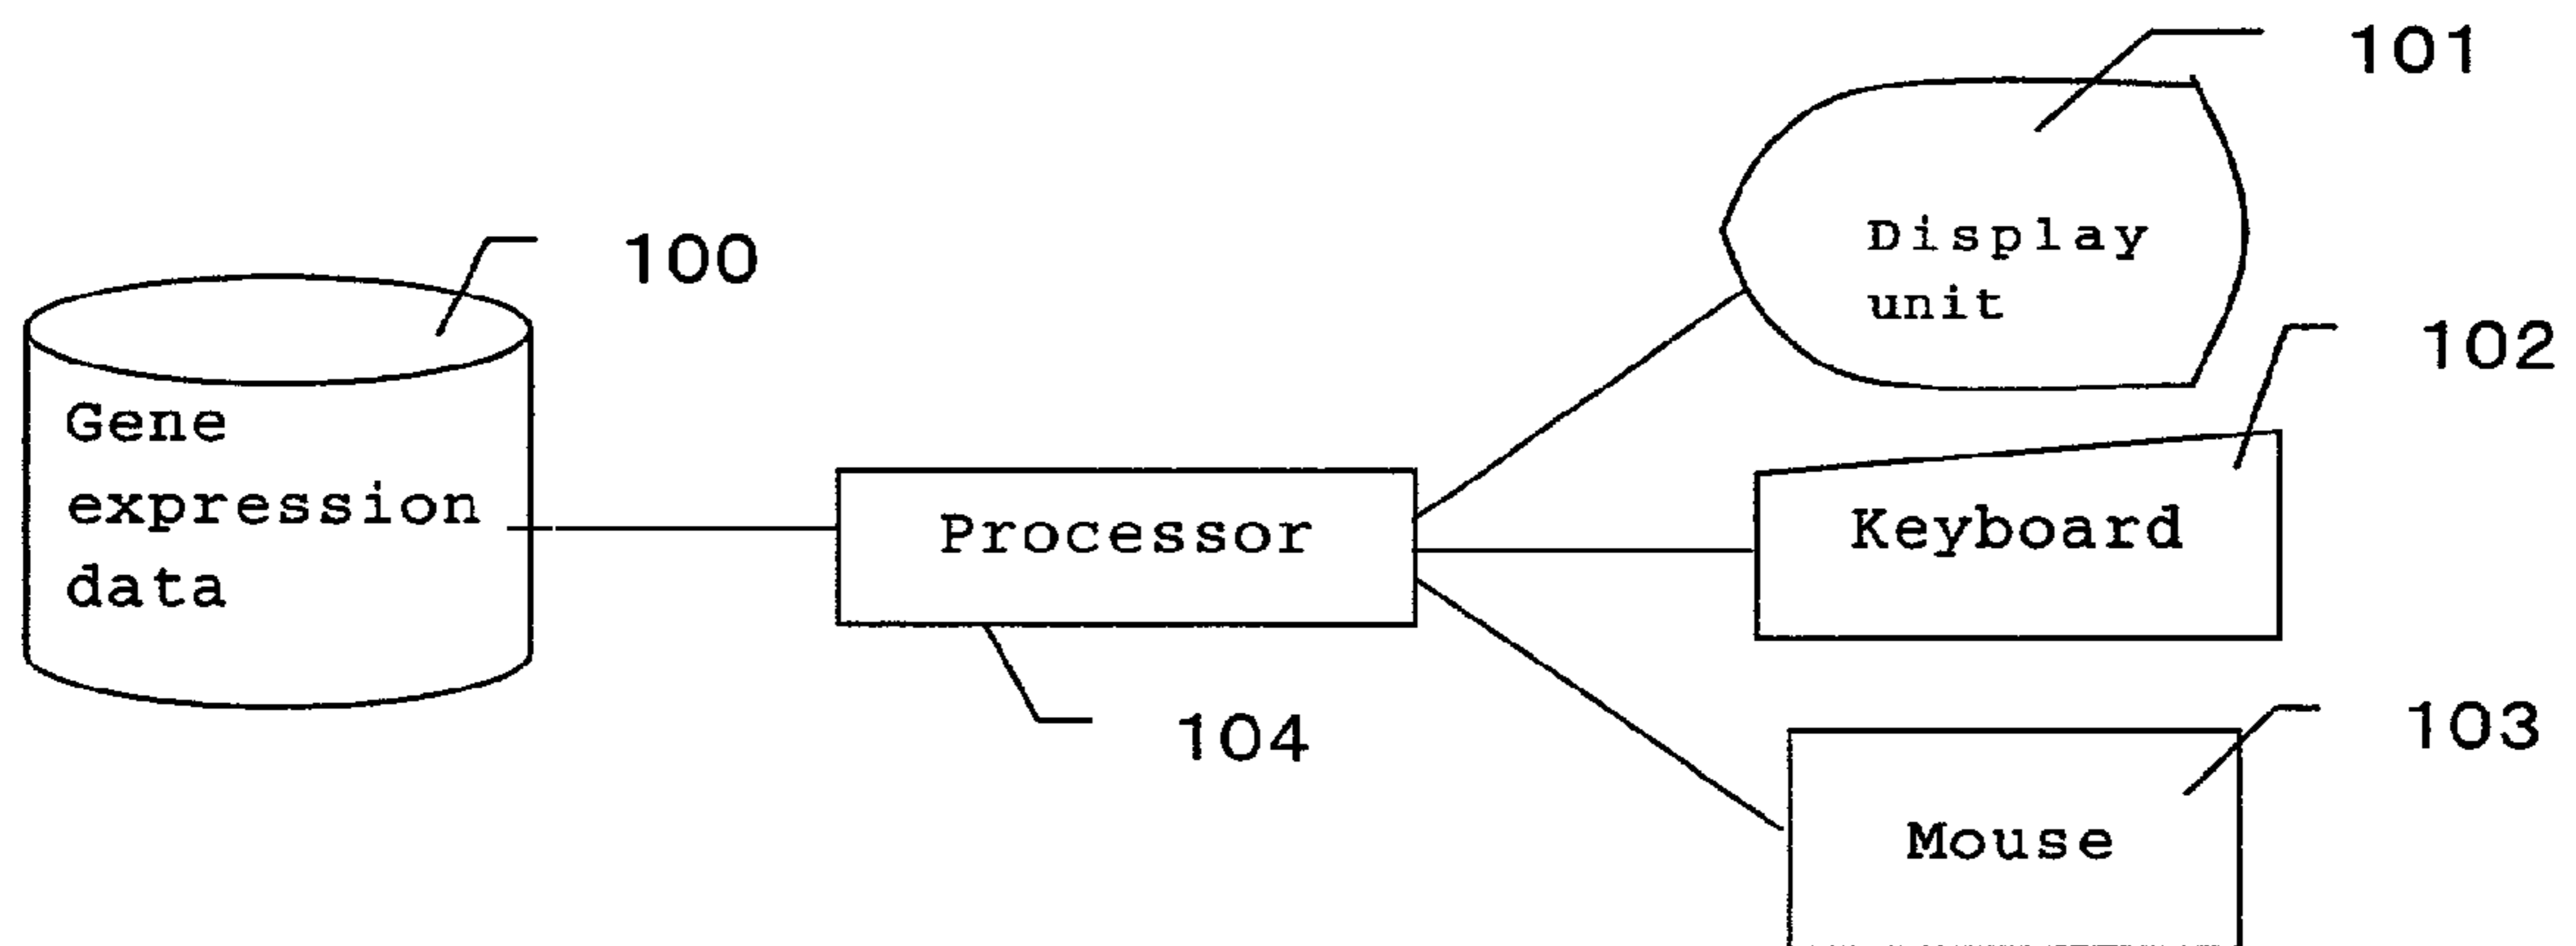 101
Display
unit
100
Gene
expression
data
102
Keyboard
Processor
104
103
Mouse